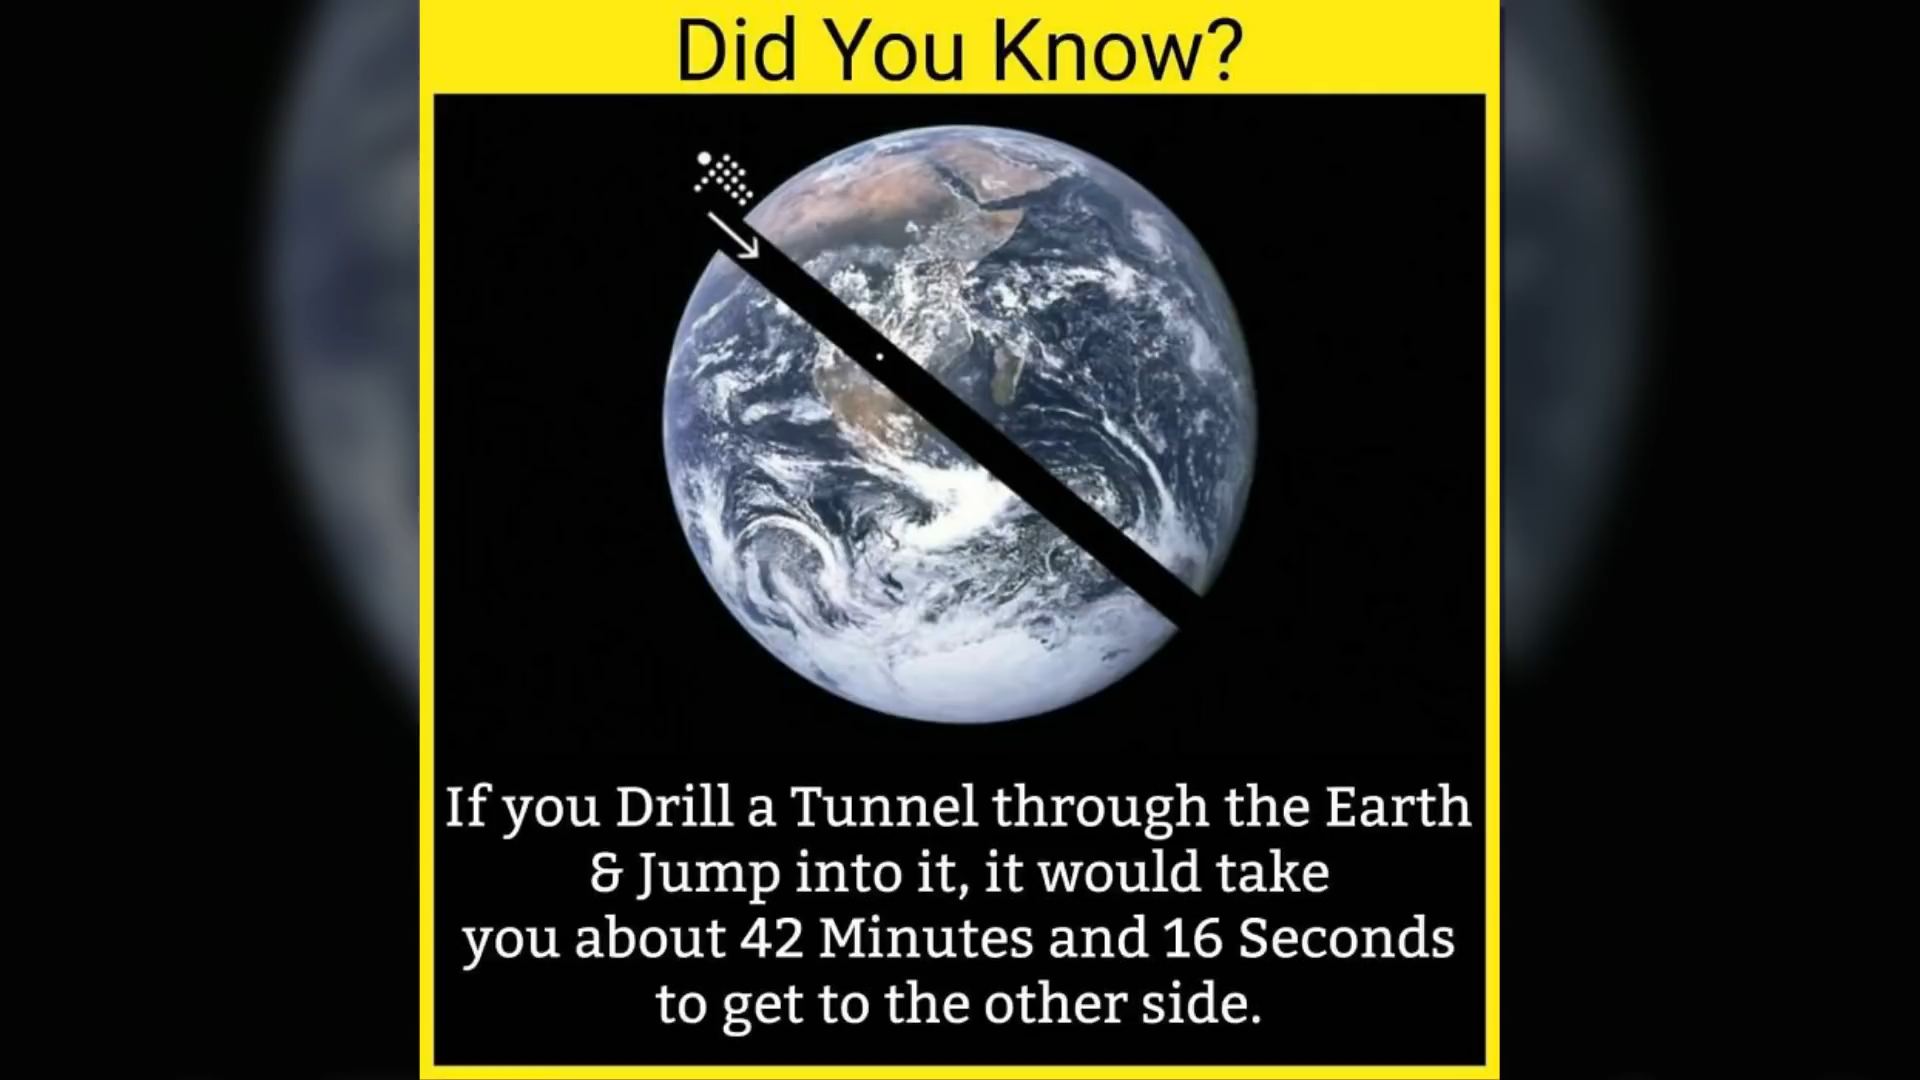 Did You Know?
If you Drill a Tunnel through the Earth
& Jump into it, it would take
you about 42 Minutes and 16 Seconds
to get to the other side.